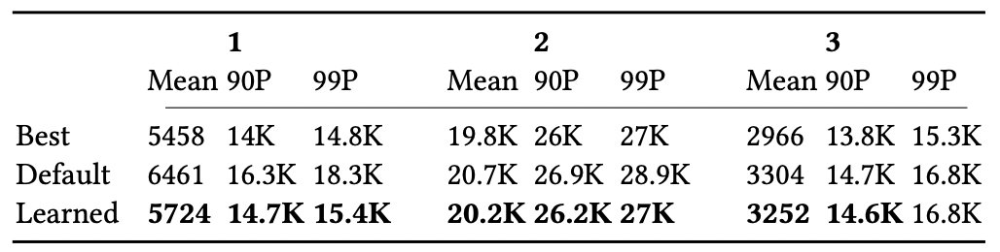 1 2 3
Mean 90P 99P Mean 90P 99P Mean 90P 99P
Best 5458 14K 14.8K 19.8K 26K 27K 2966 13.8K 15.3K
Default 6461 16.3K 18.3K 20.7K 26.9K 28.9K 3304 14.7K 16.8K
Learned 5724 14.7K 15.4K 20.2K 26.2K 27K 3252 14.6K 16.8K